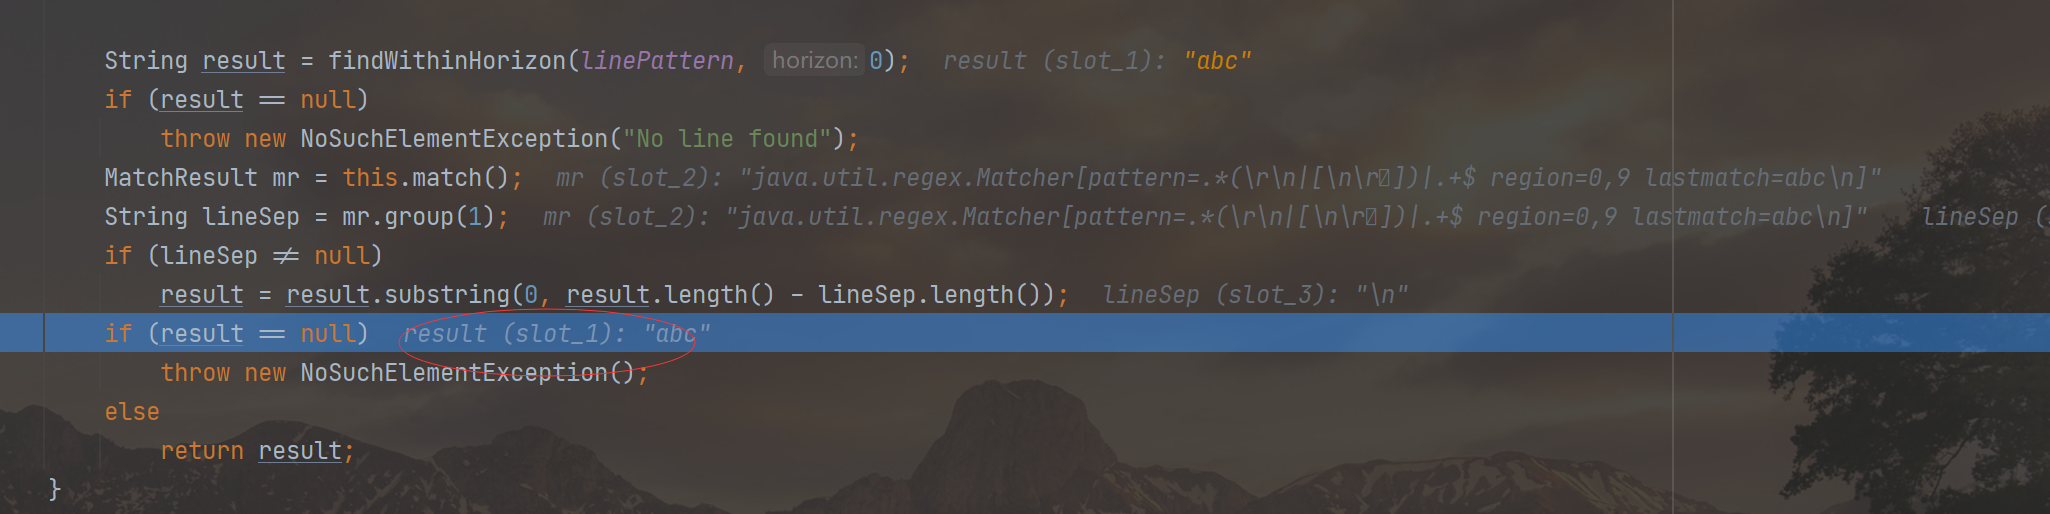 String result = findWithinHorizon(linePattern, horizon: 0); result (slot_1): "abc"
if (result == null)
throw new NoSuchElementException("No line found");
MatchResult mr = this.match(); mr (slot_2): "java.util.regex.Matcher[pattern=.*(\r\n|[\n\r])|.+$ region=0,9 lastmatch=abc\n]"
String lineSep = mr.group(1); mr (slot_2): "java.util.regex.Matcher[pattern=.*(\r\n|[\n\r])|.+$ region=0,9 lastmatch=abc\n]" lineSep (
if (lineSep != null)
result = result.substring(0, result.length() - lineSep.length()); lineSep (slot_3): "\n"
if (result == null) result (slot_1): "abc"
throw new NoSuchElementException();
else
return result;
}